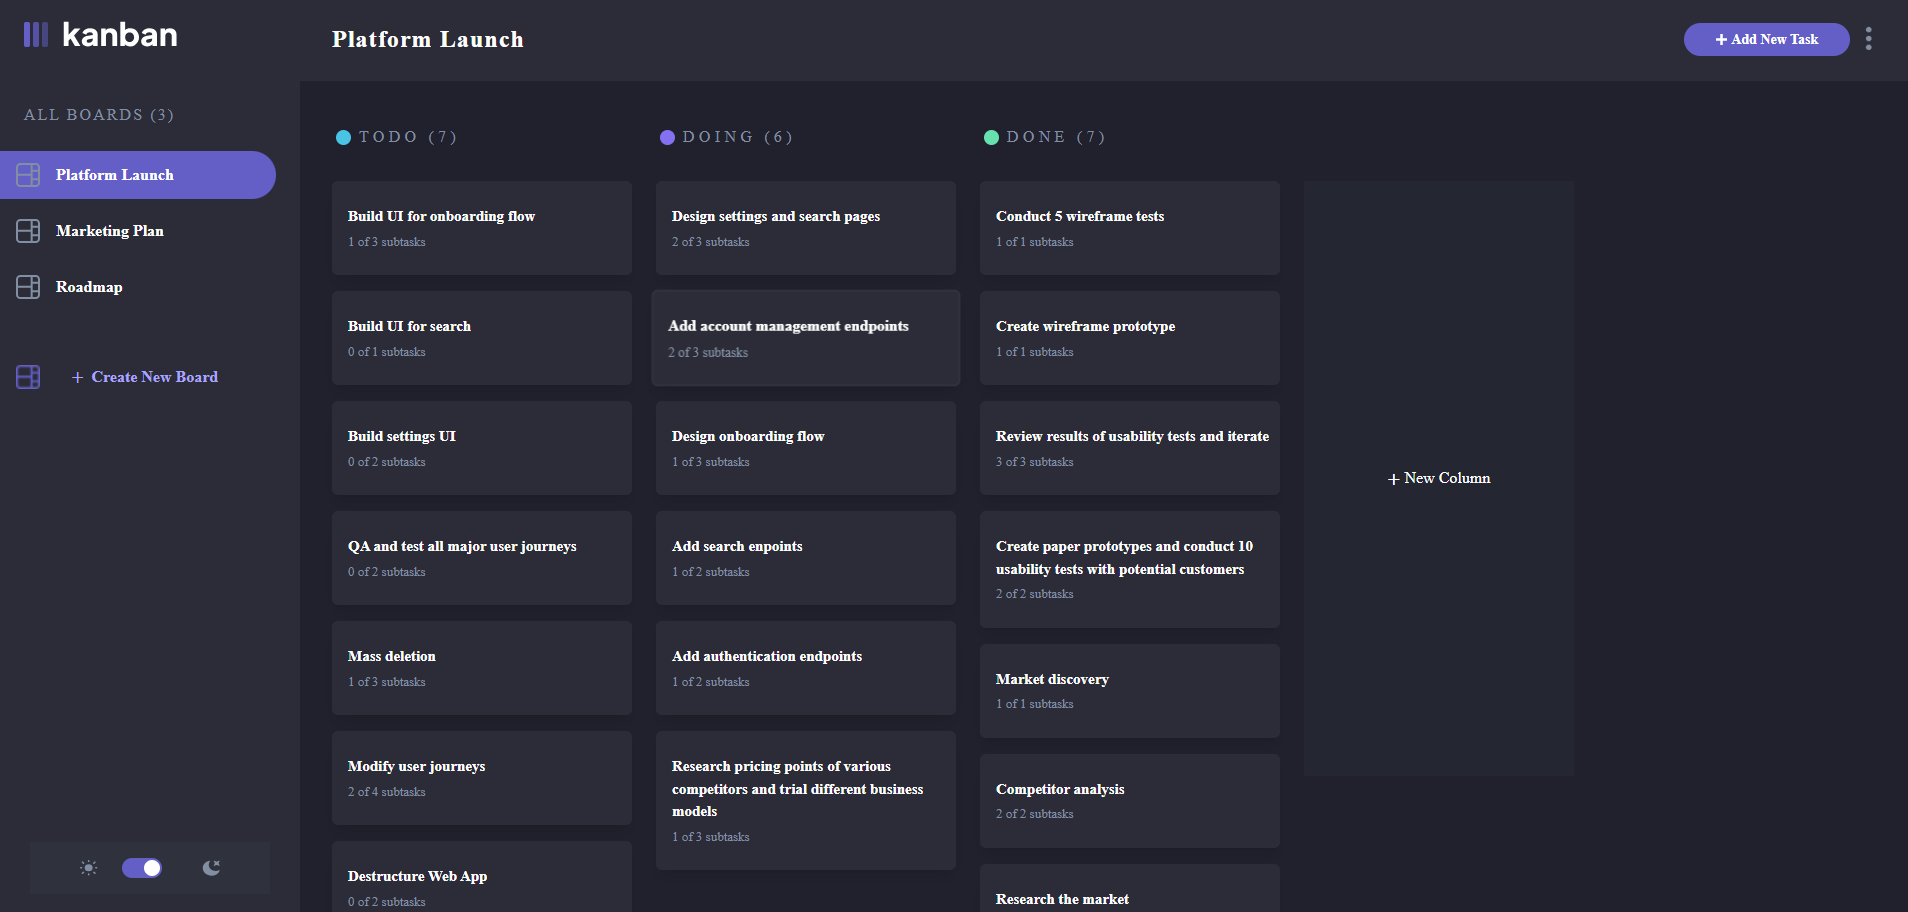 kanban
Platform Launch
+ Add New Task
ALL BOARDS (3)
Platform Launch
Marketing Plan
Roadmap
+ Create New Board
TODO (7)
Build UI for onboarding flow
1 of 3 subtasks
Build UI for search
0 of 1 subtasks
Build settings UI
0 of 2 subtasks
QA and test all major user journeys
0 of 2 subtasks
Mass deletion
1 of 3 subtasks
Modify user journeys
2 of 4 subtasks
Destructure Web App
0 of 2 subtasks
DOING (6)
Design settings and search pages
2 of 3 subtasks
Add account management endpoints
2 of 3 subtasks
Design onboarding flow
1 of 3 subtasks
Add search enpoints
1 of 2 subtasks
Add authentication endpoints
1 of 2 subtasks
Research pricing points of various
competitors and trial different business
models
1 of 3 subtasks
DONE (7)
Conduct 5 wireframe tests
1 of 1 subtasks
Create wireframe prototype
1 of 1 subtasks
Review results of usability tests and iterate
3 of 3 subtasks
Create paper prototypes and conduct 10
usability tests with potential customers
2 of 2 subtasks
Market discovery
1 of 1 subtasks
Competitor analysis
2 of 2 subtasks
Research the market
+ New Column